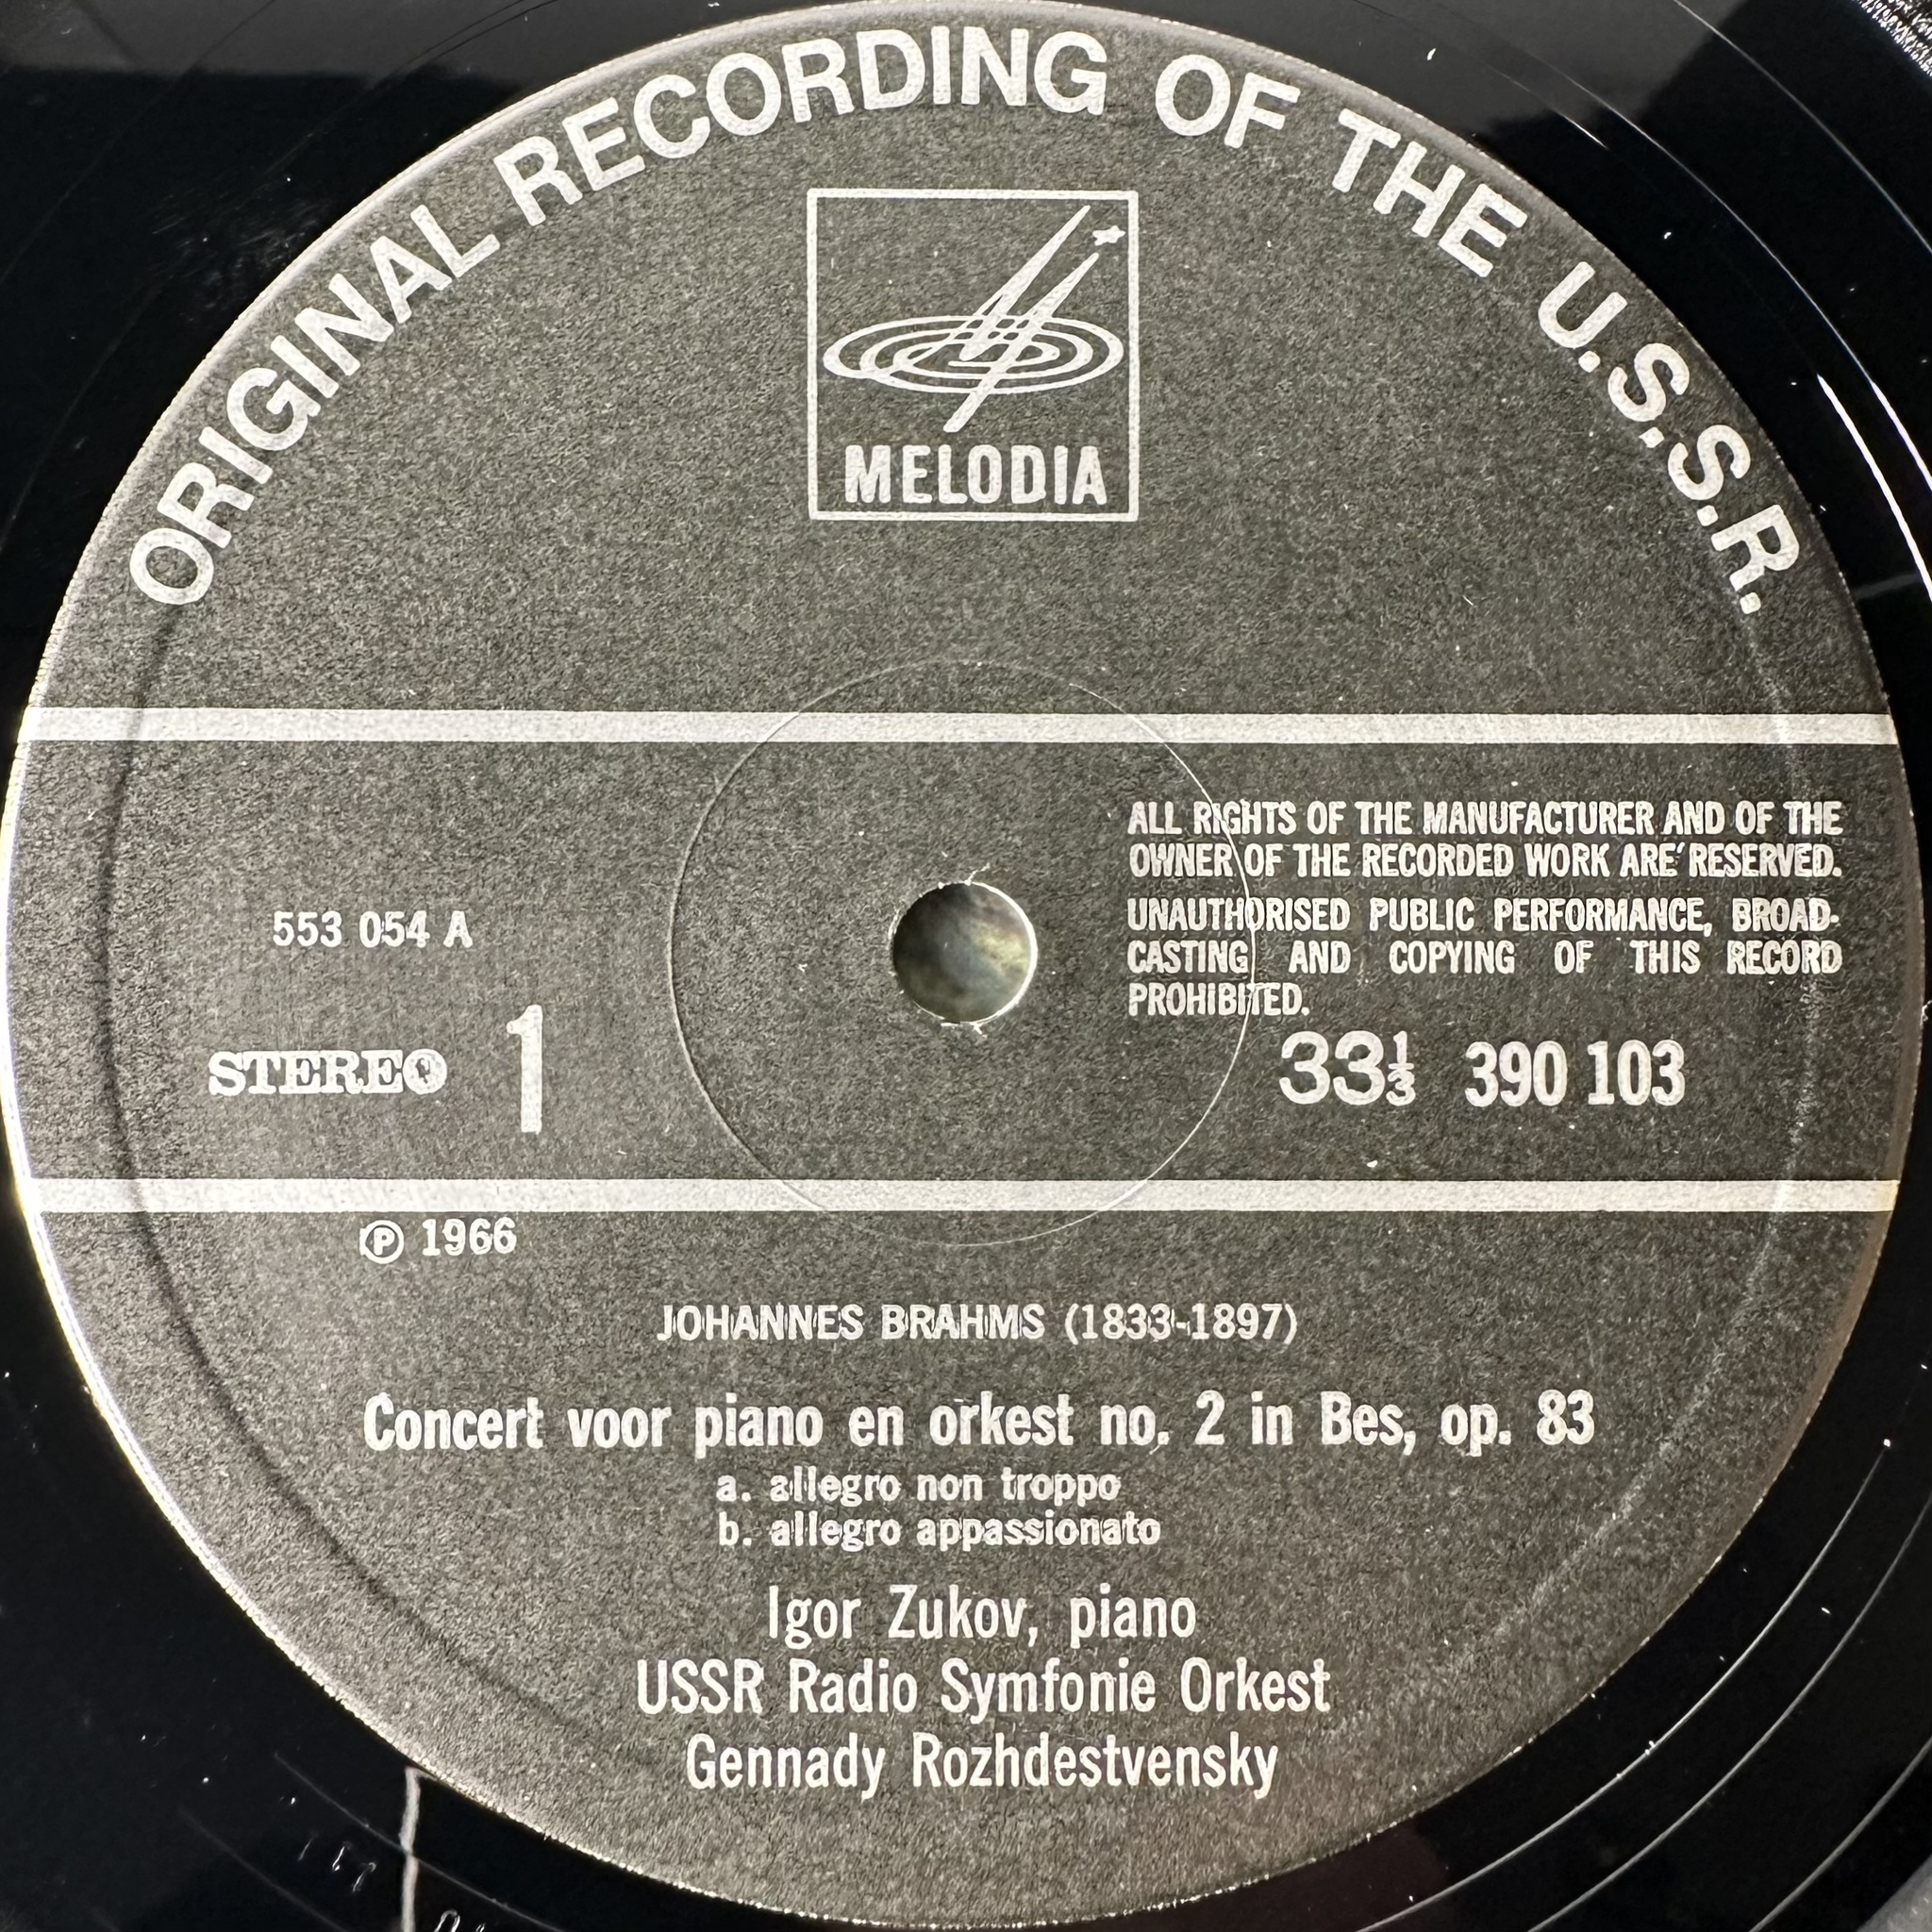 ORIGINAL RECORDING OF THE U.S.S.R.
MELODIA
ALL RIGHTS OF THE MANUFACTURER AND OF THE
OWNER OF THE RECORDED WORK ARE RESERVED.
UNAUTHORISED PUBLIC PERFORMANCE, BROAD-
CASTING AND COPYING OF THIS RECORD
PROHIBITED.
553 054 A
STEREO 1
33⅓ 390 103
℗ 1966
JOHANNES BRAHMS (1833-1897)
Concert voor piano en orkest no. 2 in Bes, op. 83
a. allegro non troppo
b. allegro appassionato
Igor Zukov, piano
USSR Radio Symfonie Orkest
Gennady Rozhdestvensky